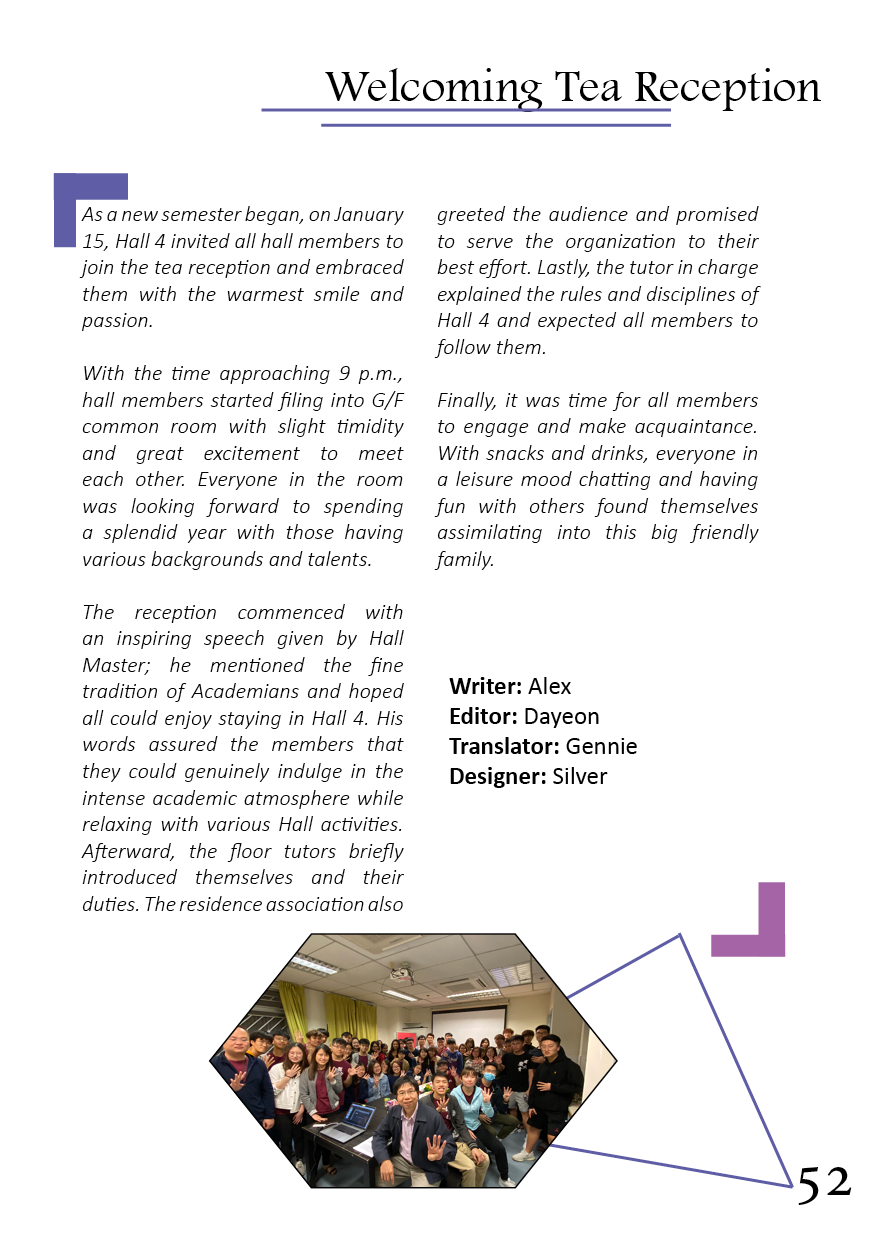 Welcoming Tea Reception
As a new semester began, on January
15, Hall 4 invited all hall members to
join the tea reception and embraced
them with the warmest smile and
passion.
With the time approaching 9 p.m.,
hall members started filing into G/F
common room with slight timidity
and great excitement to meet
each other. Everyone in the room
was looking forward to spending
a splendid year with those having
various backgrounds and talents.
The reception commenced with
an inspiring speech given by Hall
Master; he mentioned the fine
tradition of Academians and hoped
all could enjoy staying in Hall 4. His
words assured the members that
they could genuinely indulge in the
intense academic atmosphere while
relaxing with various Hall activities.
Afterward, the floor tutors briefly
introduced themselves and their
duties. The residence association also
greeted the audience and promised
to serve the organization to their
best effort. Lastly, the tutor in charge
explained the rules and disciplines of
Hall 4 and expected all members to
follow them.
Finally, it was time for all members
to engage and make acquaintance.
With snacks and drinks, everyone in
a leisure mood chatting and having
fun with others found themselves
assimilating into this big friendly
family.
Writer: Alex
Editor: Dayeon
Translator: Gennie
Designer: Silver
52